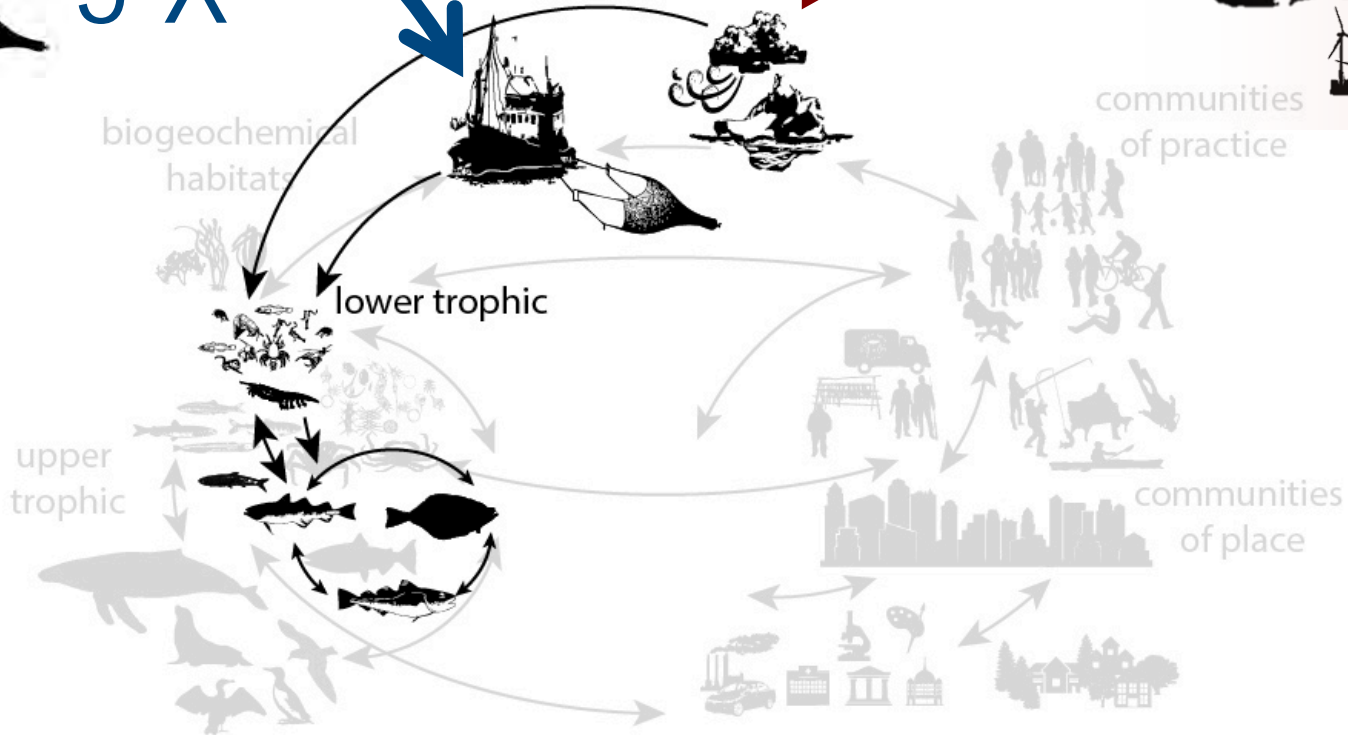 communities
of practice
biogeochemical
habitats
lower trophic
upper
trophic
communities
of place